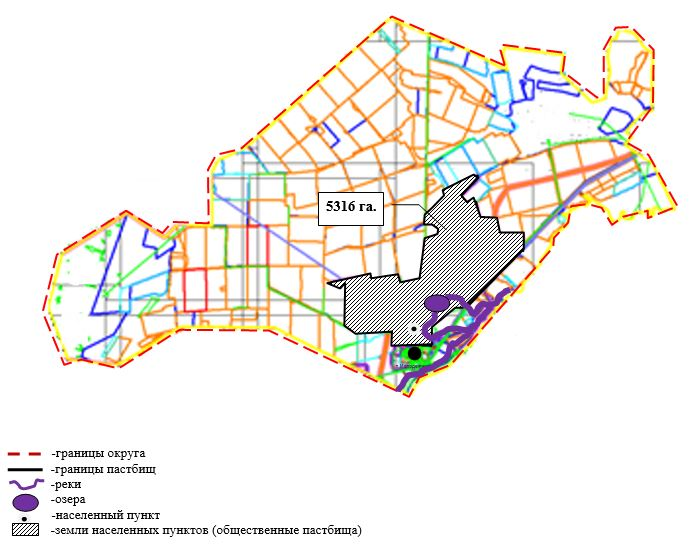 5316 га.
-границы округа
-границы пастбищ
-реки
-озера
-населенный пункт
-земли населенных пунктов (общественные пастбища)